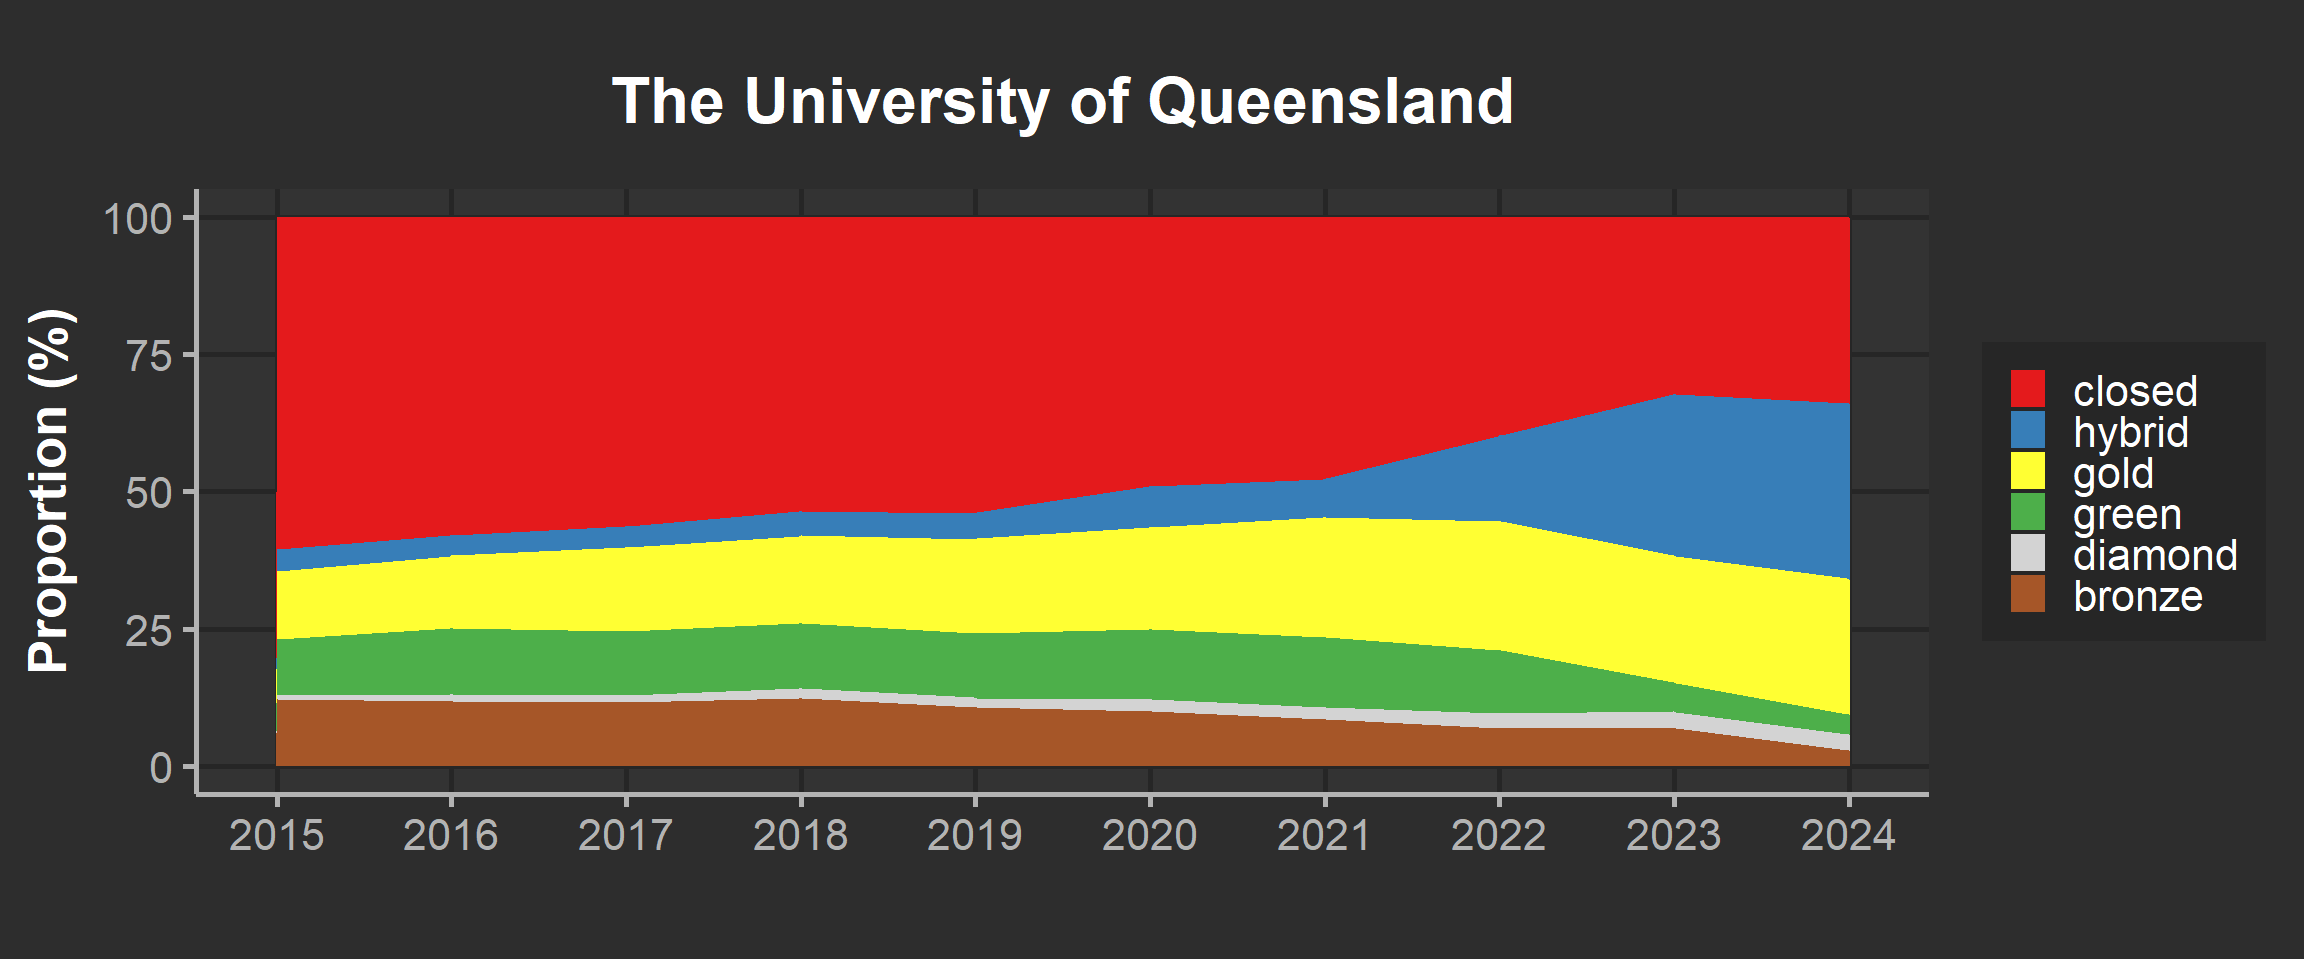 The University of Queensland
Proportion (%)
100
75
50
25
0
2015 2016 2017 2018 2019 2020 2021 2022 2023 2024
closed
hybrid
gold
green
diamond
bronze